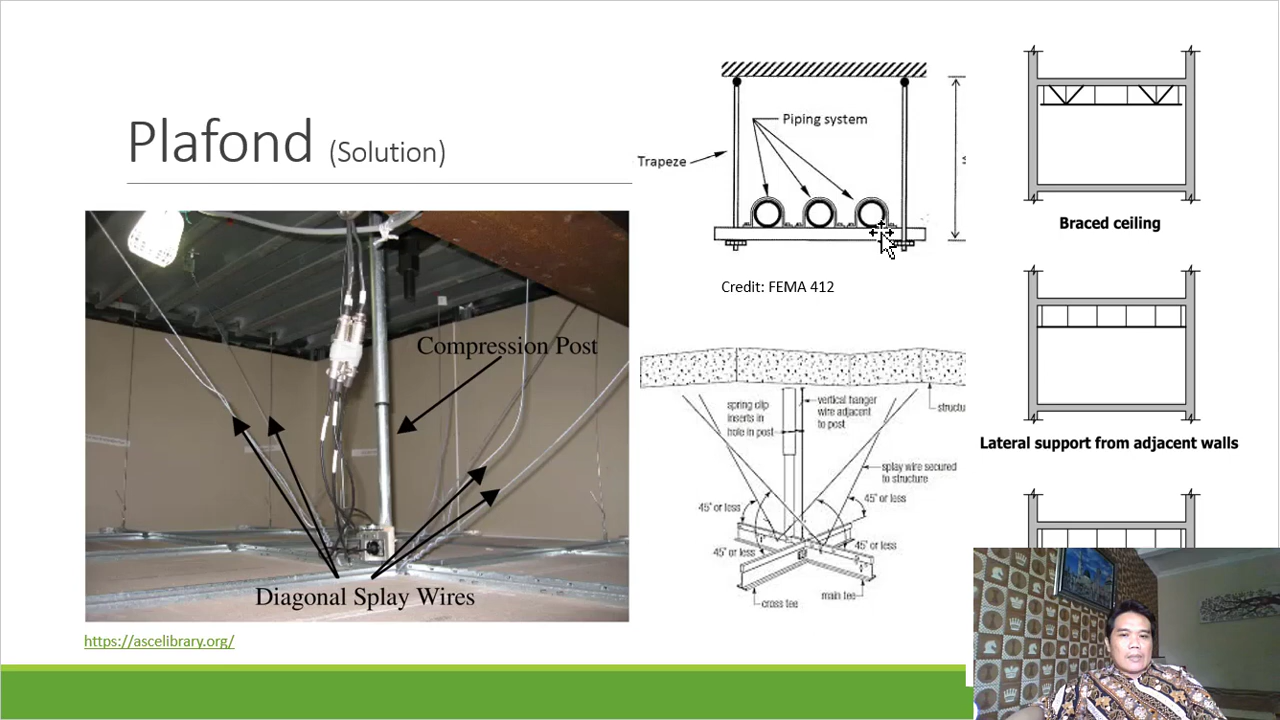 Plafond (Solution)
Compression Post
Diagonal Splay Wires
https://ascelibrary.org/
Piping system
Trapeze
Credit: FEMA 412
spring clip
inserts in
hole in post
vertical hanger
wire adjacent
to post
structu
splay wire secured
to structure
45° or less
45° or less
45° or less
45° or less
cross tee
main tee
Braced ceiling
Lateral support from adjacent walls